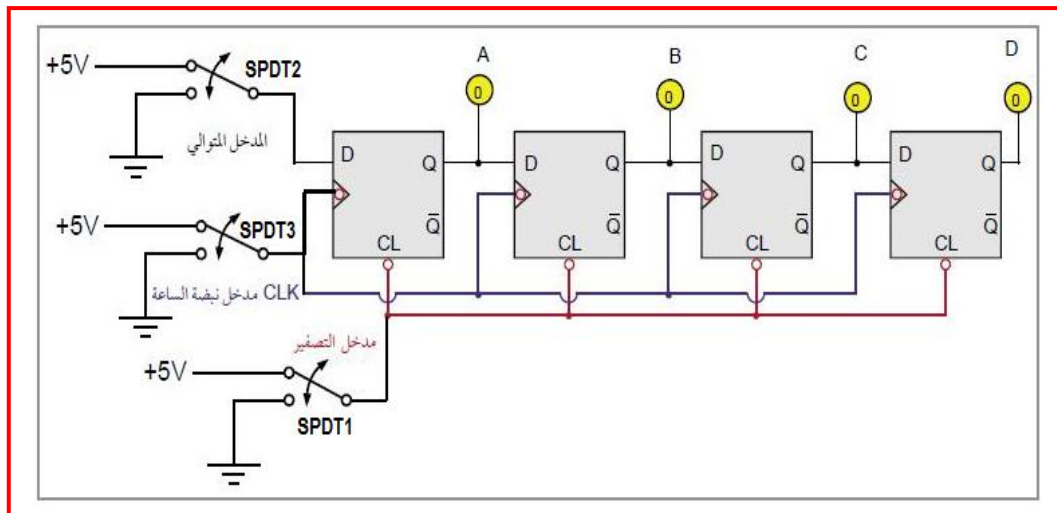 A B C D
+5V SPDT2 0 0 0 0
المدخل المتوالي
D Q D Q D Q D Q
+5V SPDT3
Q̅ Q̅ Q̅ Q̅
CL CL CL CL
مدخل نبضة الساعة CLK
مدخل التصفير
+5V
SPDT1